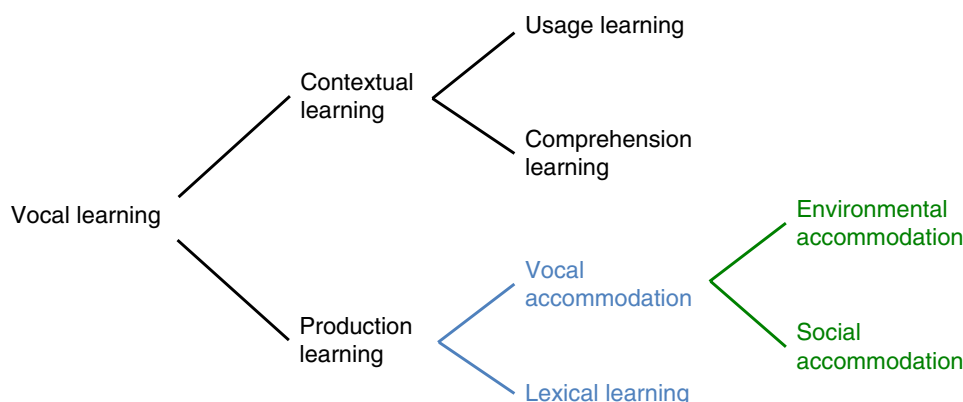 Usage learning
Contextual
learning
Comprehension
learning
Vocal learning
Environmental
accommodation
Vocal
accommodation
Production
learning
Social
accommodation
Lexical learning